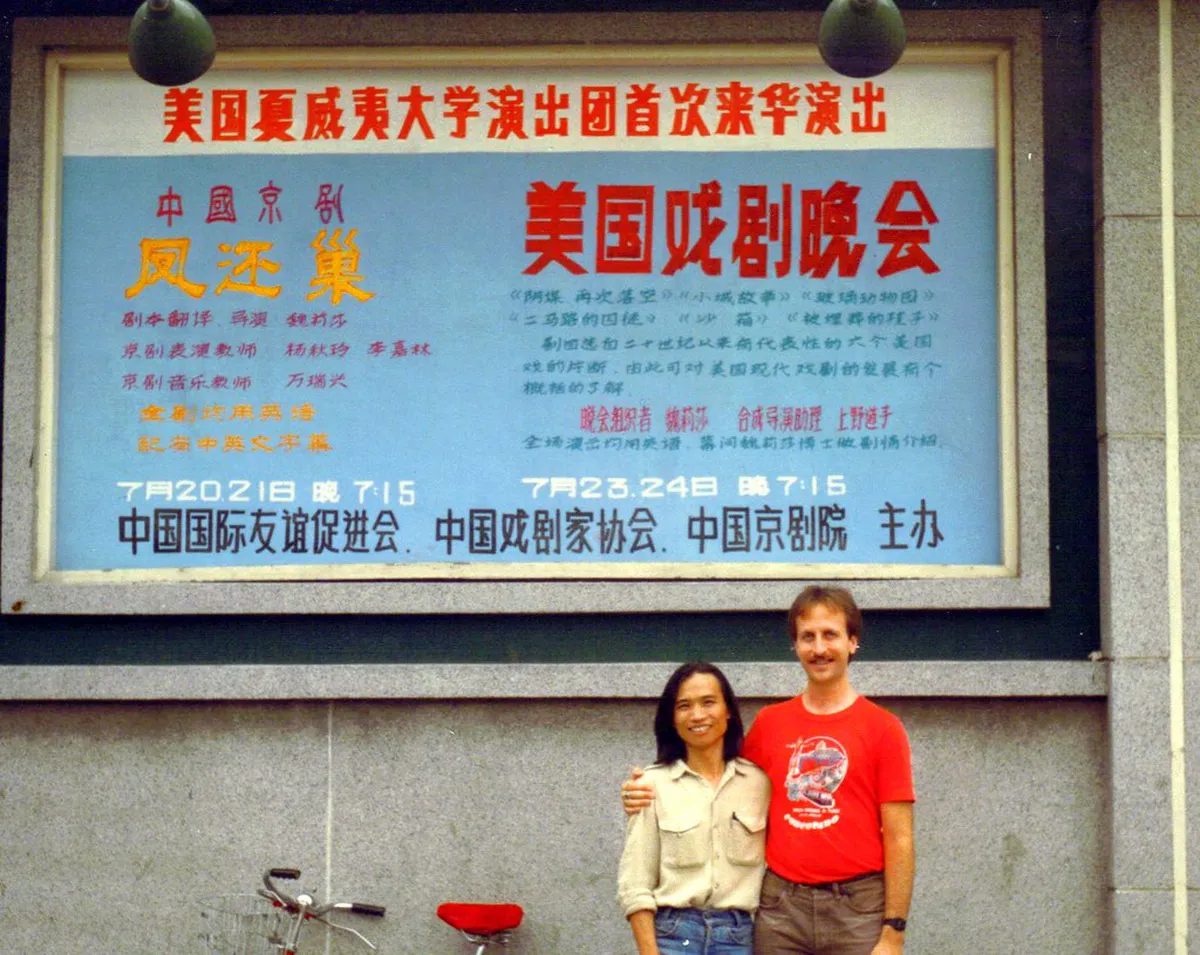 美国夏威夷大学演出团首次来华演出
中國京剧
凤还巢
剧本翻译 导演 魏莉莎
京剧表演教师 杨秋玲 李嘉林
京剧音乐教师 万瑞兴
全剧均用英语
配有中英文字幕
7月20.21日 晚 7:15
美国戏剧晚会
《阴谋 再次落空》《小城故事》《玻璃动物园》
《二马路的囚徒》 《沙 箱》 《被埋葬的孩子》
剧目选自二十世纪以来有代表性的六个美国
戏的片断，由此可对美国现代戏剧的发展有个
概括的了解.
晚会组织者 魏莉莎 合成导演助理 上野道子
全场演出均用英语，幕间魏莉莎博士做剧情介绍.
7月23.24日 晚 7:15
中国国际友谊促进会. 中国戏剧家协会. 中国京剧院 主办